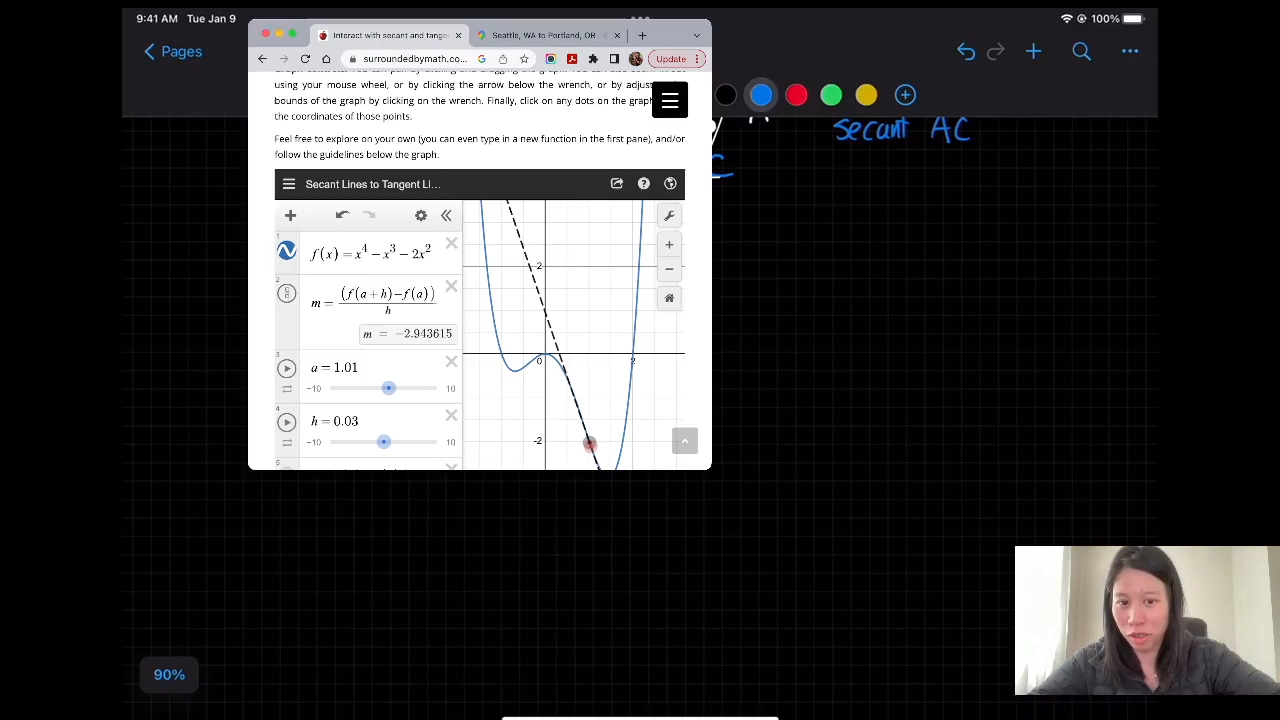 9:41 AM Tue Jan 9
100%
Pages
Interact with secant and tange
Seattle, WA to Portland, OR
surroundedbymath.co...
Update
using your mouse wheel, or by clicking the arrow below the wrench, or by adjust
bounds of the graph by clicking on the wrench. Finally, click on any dots on the graph
the coordinates of those points.
Feel free to explore on your own (you can even type in a new function in the first pane), and/or
follow the guidelines below the graph.
Secant Lines to Tangent Li...
1
f(x) = x⁴ − x³ − 2x²
2
m = (f(a + h) − f(a)) / h
m = −2.943615
3
a = 1.01
-10 10
4
h = 0.03
-10 10
2
0 2
-2
A
secant AC
C
90%